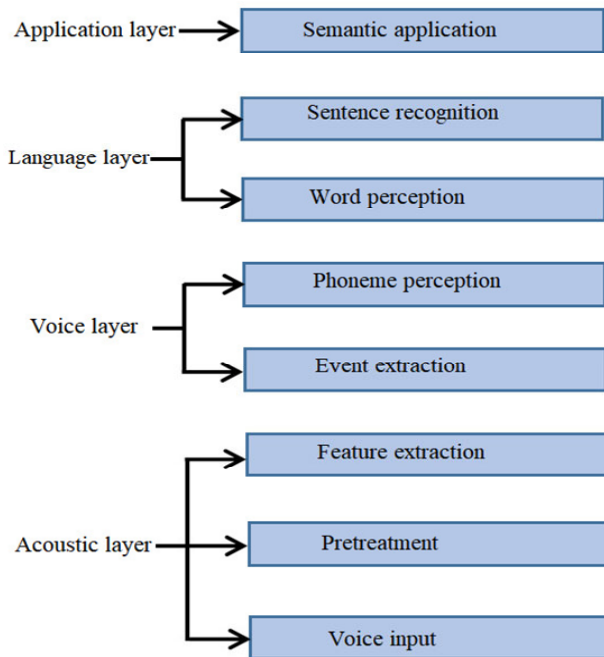 Application layer
Semantic application
Sentence recognition
Language layer
Word perception
Phoneme perception
Voice layer
Event extraction
Feature extraction
Acoustic layer
Pretreatment
Voice input